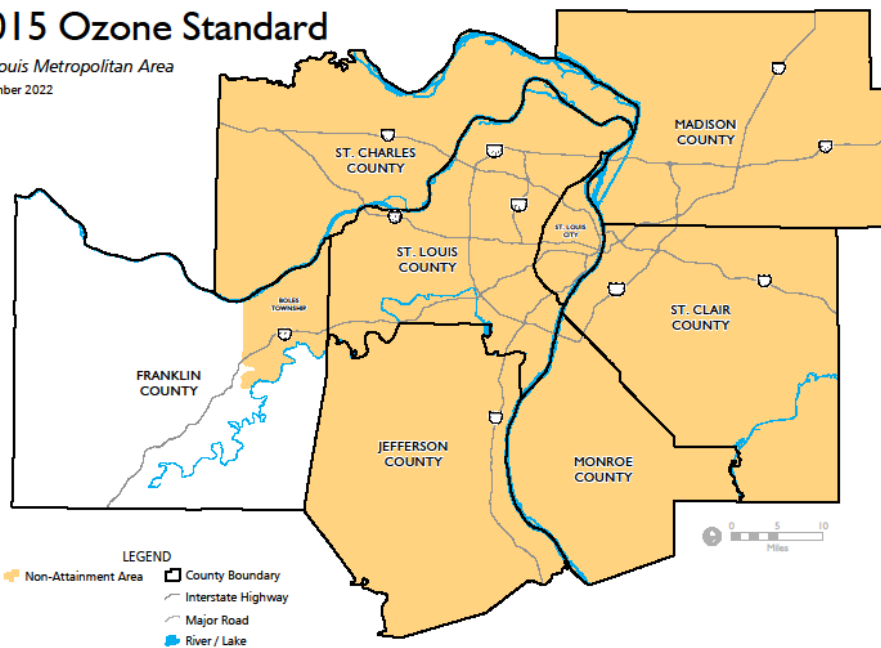 015 Ozone Standard
ouis Metropolitan Area
mber 2022
MADISON
COUNTY
ST. CHARLES
COUNTY
ST. LOUIS
CITY
ST. LOUIS
COUNTY
BOLES
TOWNSHIP
ST. CLAIR
COUNTY
FRANKLIN
COUNTY
JEFFERSON
COUNTY
MONROE
COUNTY
0 5 10
Miles
LEGEND
Non-Attainment Area
County Boundary
Interstate Highway
Major Road
River / Lake